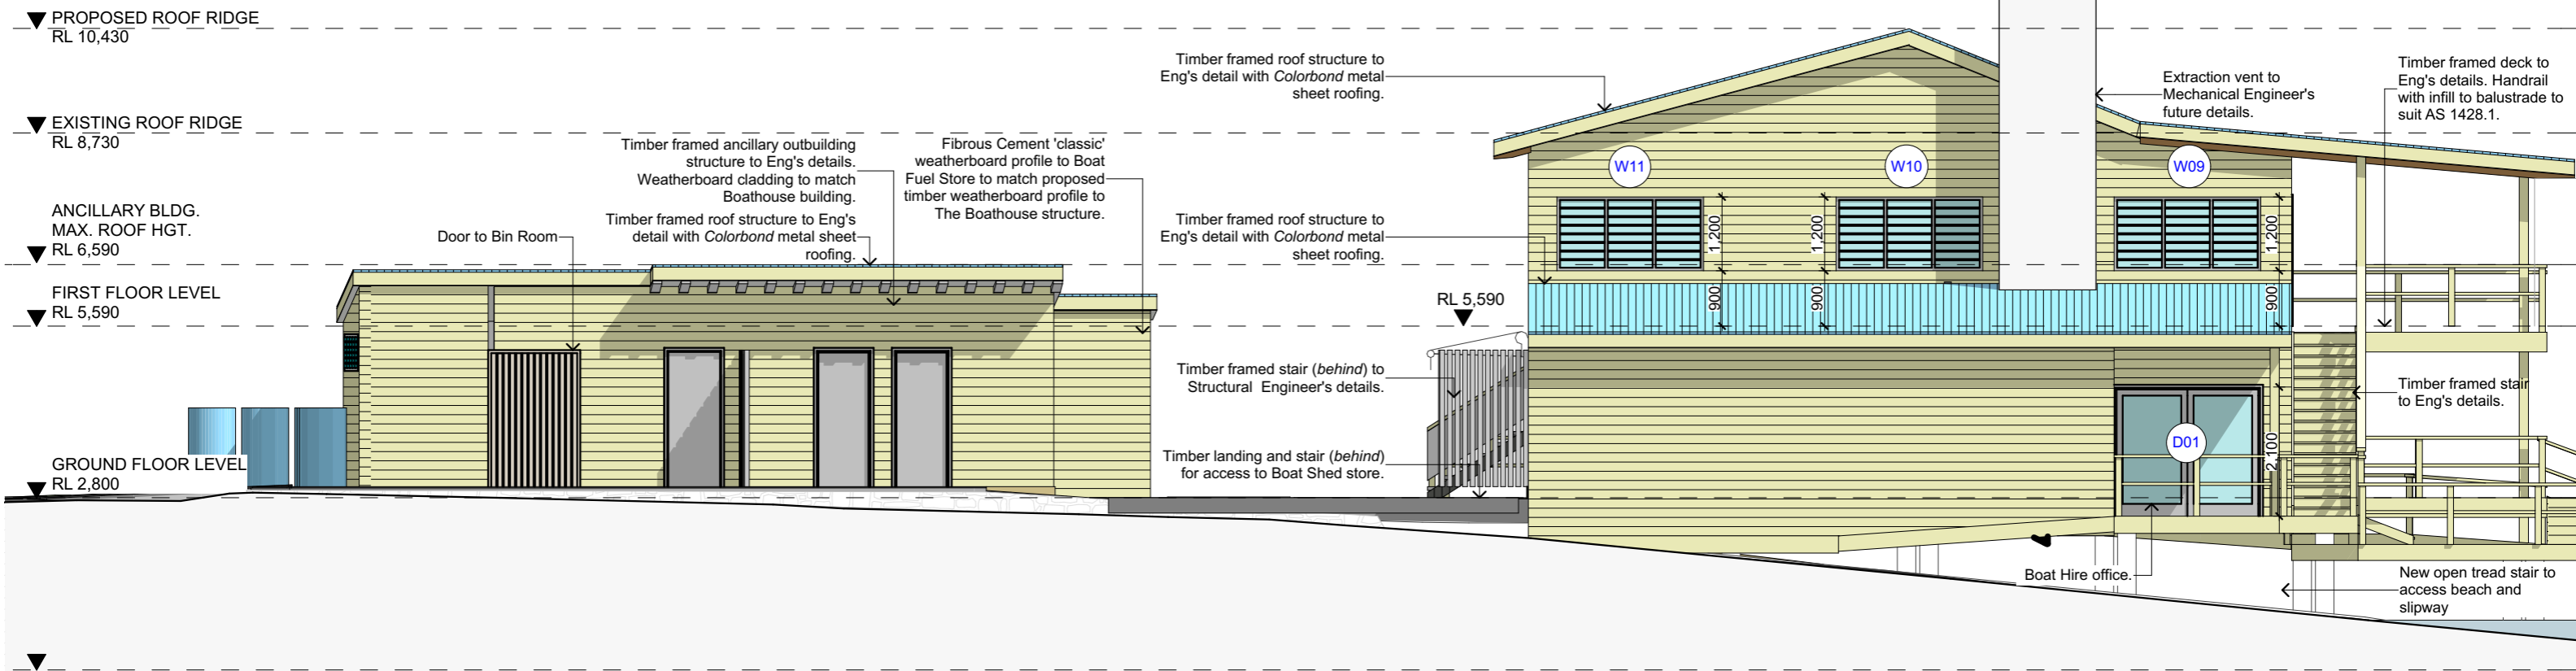 PROPOSED ROOF RIDGE
RL 10,430
EXISTING ROOF RIDGE
RL 8,730
ANCILLARY BLDG.
MAX. ROOF HGT.
RL 6,590
FIRST FLOOR LEVEL
RL 5,590
GROUND FLOOR LEVEL
RL 2,800
Door to Bin Room
Timber framed ancillary outbuilding
structure to Eng's details.
Weatherboard cladding to match
Boathouse building.
Timber framed roof structure to Eng's
detail with Colorbond metal sheet
roofing.
Fibrous Cement 'classic'
weatherboard profile to Boat
Fuel Store to match proposed
timber weatherboard profile to
The Boathouse structure.
Timber framed roof structure to
Eng's detail with Colorbond metal
sheet roofing.
Timber framed roof structure to
Eng's detail with Colorbond metal
sheet roofing.
RL 5,590
Timber framed stair (behind) to
Structural Engineer's details.
Timber landing and stair (behind)
for access to Boat Shed store.
W11
W10
W09
1,200
1,200
1,200
900
900
900
D01
2,100
Boat Hire office.
Extraction vent to
Mechanical Engineer's
future details.
Timber framed deck to
Eng's details. Handrail
with infill to balustrade to
suit AS 1428.1.
Timber framed stair
to Eng's details.
New open tread stair to
access beach and
slipway